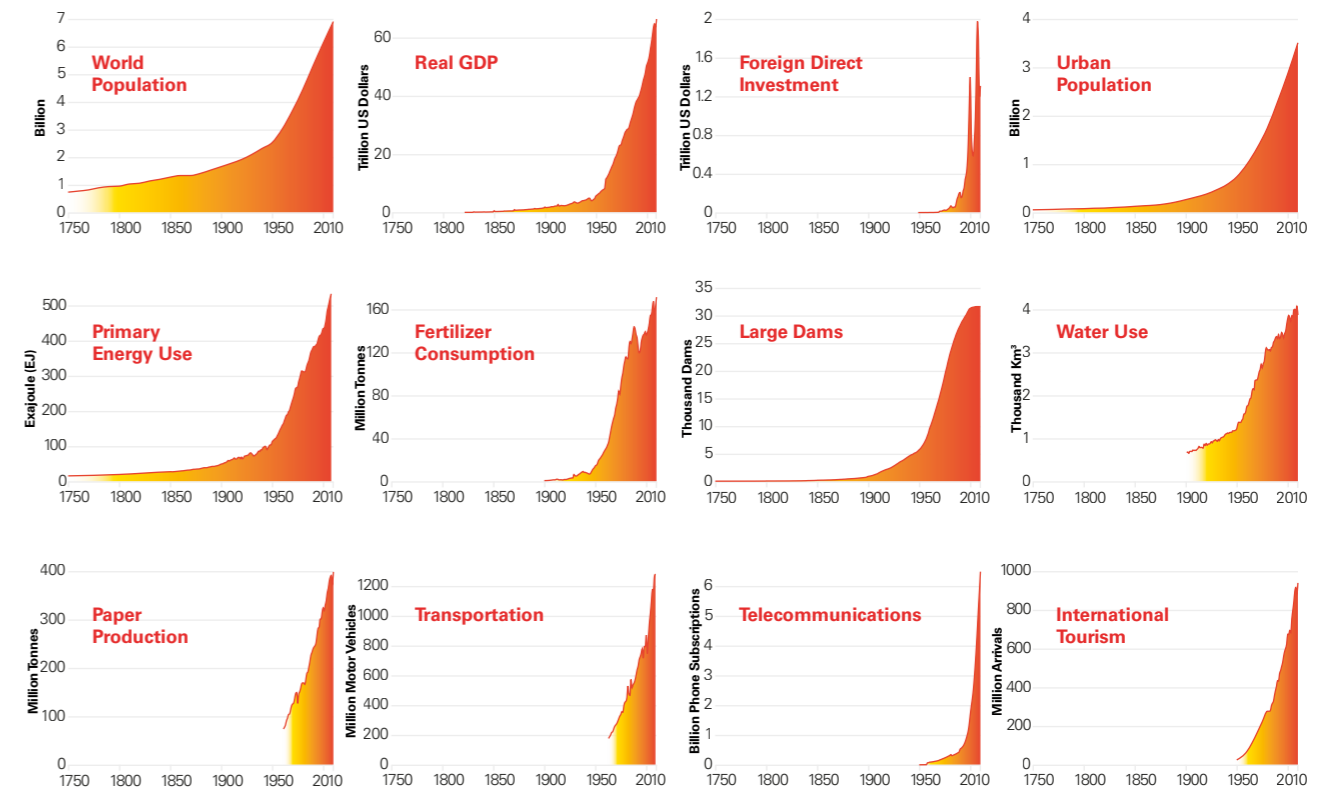 7
6
5
4
3
2
1
0
Billion
World
Population
1750 1800 1850 1900 1950 2010
60
40
20
0
Trillion US Dollars
Real GDP
1750 1800 1850 1900 1950 2010
2
1.6
1.2
0.8
0.4
0
Trillion US Dollars
Foreign Direct
Investment
1750 1800 1850 1900 1950 2010
4
3
2
1
0
Billion
Urban
Population
1750 1800 1850 1900 1950 2010
500
400
300
200
100
0
Exajoule (EJ)
Primary
Energy Use
1750 1800 1850 1900 1950 2010
160
120
80
40
0
Million Tonnes
Fertilizer
Consumption
1750 1800 1850 1900 1950 2010
35
30
25
20
15
10
5
0
Thousand Dams
Large Dams
1750 1800 1850 1900 1950 2010
4
3
2
1
0
Thousand Km³
Water Use
1750 1800 1850 1900 1950 2010
400
300
200
100
0
Million Tonnes
Paper
Production
1750 1800 1850 1900 1950 2010
1200
1000
800
600
400
200
0
Million Motor Vehicles
Transportation
1750 1800 1850 1900 1950 2010
6
5
4
3
2
1
0
Billion Phone Subscriptions
Telecommunications
1750 1800 1850 1900 1950 2010
1000
800
600
400
200
0
Million Arrivals
International
Tourism
1750 1800 1850 1900 1950 2010